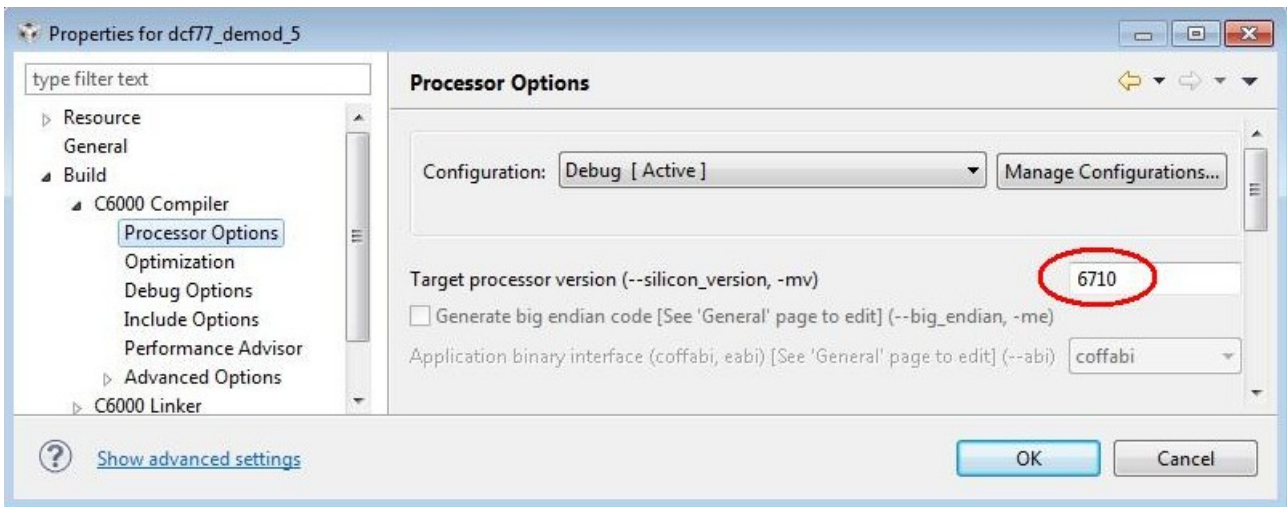 Properties for dcf77_demod_5
type filter text
Resource
General
Build
C6000 Compiler
Processor Options
Optimization
Debug Options
Include Options
Performance Advisor
Advanced Options
C6000 Linker
Processor Options
Configuration: Debug [ Active ] Manage Configurations...
Target processor version (--silicon_version, -mv) 6710
Generate big endian code [See 'General' page to edit] (--big_endian, -me)
Application binary interface (coffabi, eabi) [See 'General' page to edit] (--abi) coffabi
? Show advanced settings OK Cancel